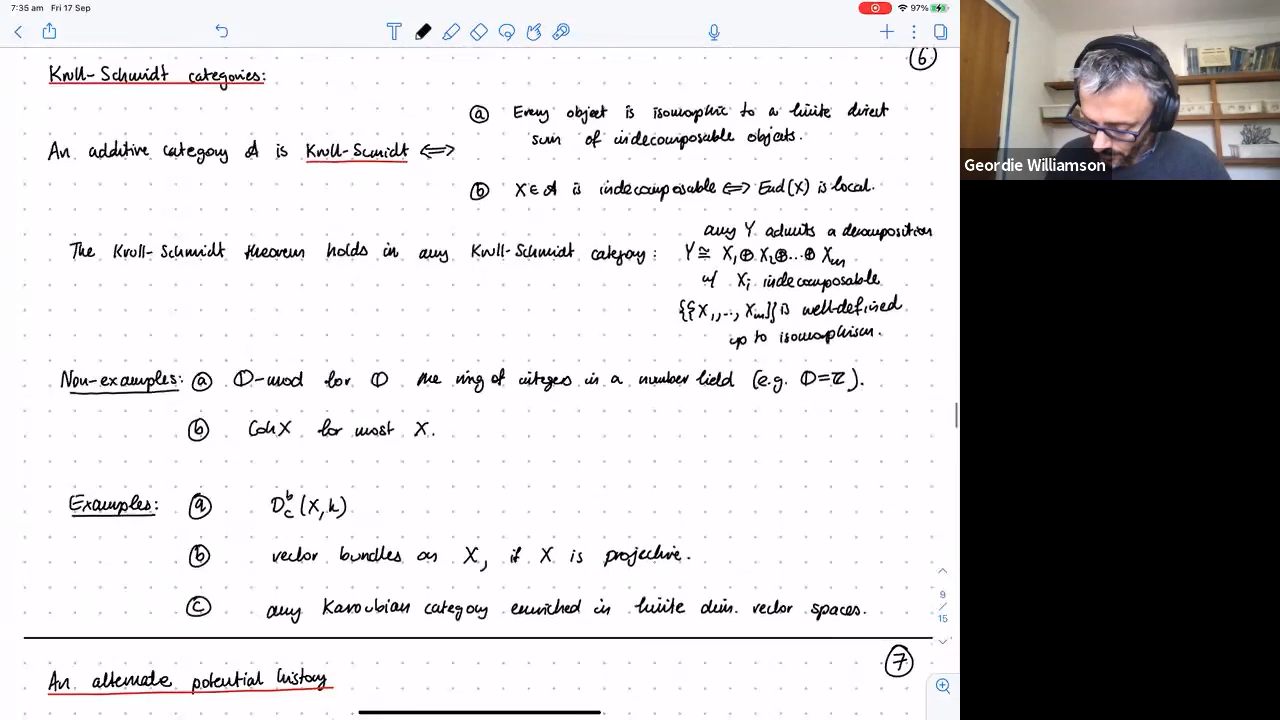 7:35 am Fri 17 Sep
97%
6
Krull-Schmidt categories:
ⓐ Every object is isomorphic to a finite direct
sum of indecomposable objects.
An additive category 𝒜 is Krull-Scmidt ⟺
ⓑ X ∈ 𝒜 is indecomposable ⟺ End(X) is local.
The Krull-Schmidt theorem holds in any Krull-Schmidt category:
any Y admits a decomposition
Y ≅ X₁ ⊕ X₂ ⊕ ... ⊕ Xₘ
w/ Xᵢ indecomposable
{{X₁, .., Xₘ}} is well-defined
up to isomorphism.
Non-examples: ⓐ 𝒪-mod for 𝒪 the ring of integers in a number field (e.g. 𝒪=ℤ).
ⓑ Coh X for most X.
Examples: ⓐ Dᵇ_c(X,k)
ⓑ vector bundles on X, if X is projective.
ⓒ any Karoubian category enriched in finite dim. vector spaces.
9
/
15
7
An alternate potential history
Geordie Williamson